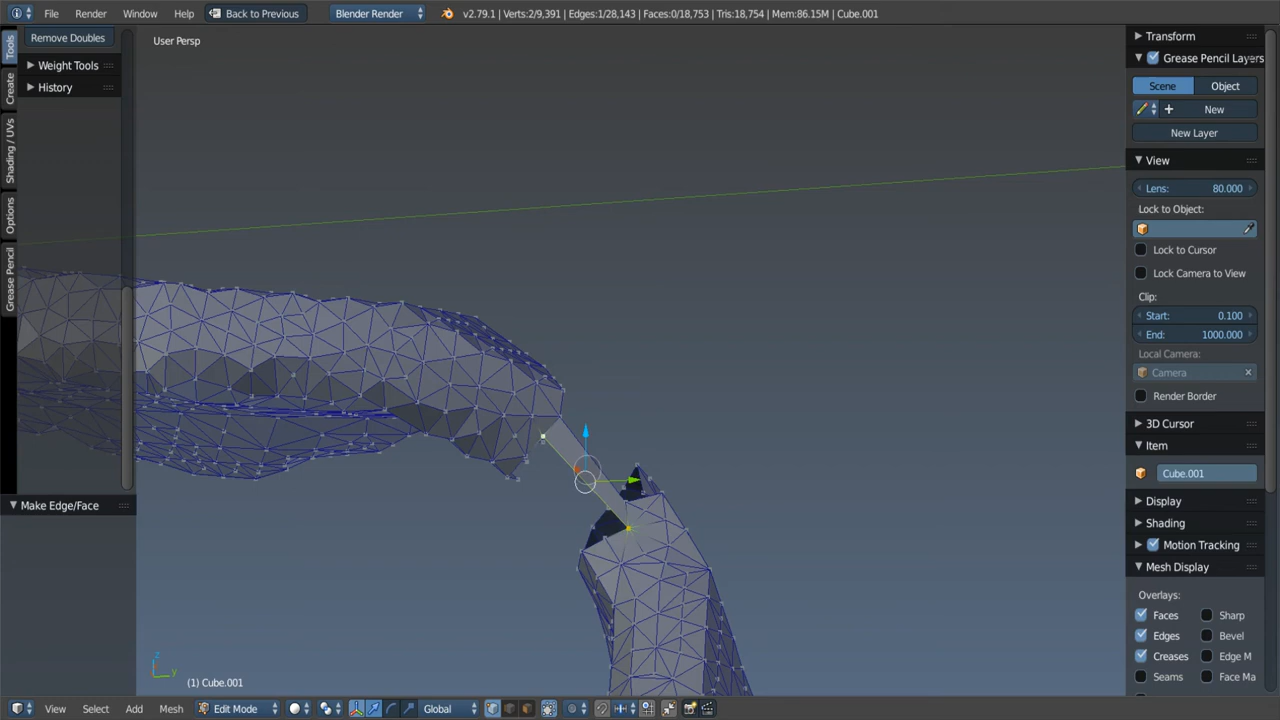 File Render Window Help Back to Previous Blender Render v2.79.1 | Verts:2/9,391 | Edges:1/28,143 | Faces:0/18,753 | Tris:18,754 | Mem:86.15M | Cube.001
Remove Doubles
Weight Tools
History
Tools
Create
Shading / UVs
Options
Grease Pencil
User Persp
Make Edge/Face
z
y
(1) Cube.001
Transform
Grease Pencil Layers
Scene Object
New
New Layer
View
Lens: 80.000
Lock to Object:
Lock to Cursor
Lock Camera to View
Clip:
Start: 0.100
End: 1000.000
Local Camera:
Camera
Render Border
3D Cursor
Item
Cube.001
Display
Shading
Motion Tracking
Mesh Display
Overlays:
Faces Sharp
Edges Bevel
Creases Edge M
Seams Face Ma
View Select Add Mesh Edit Mode Global